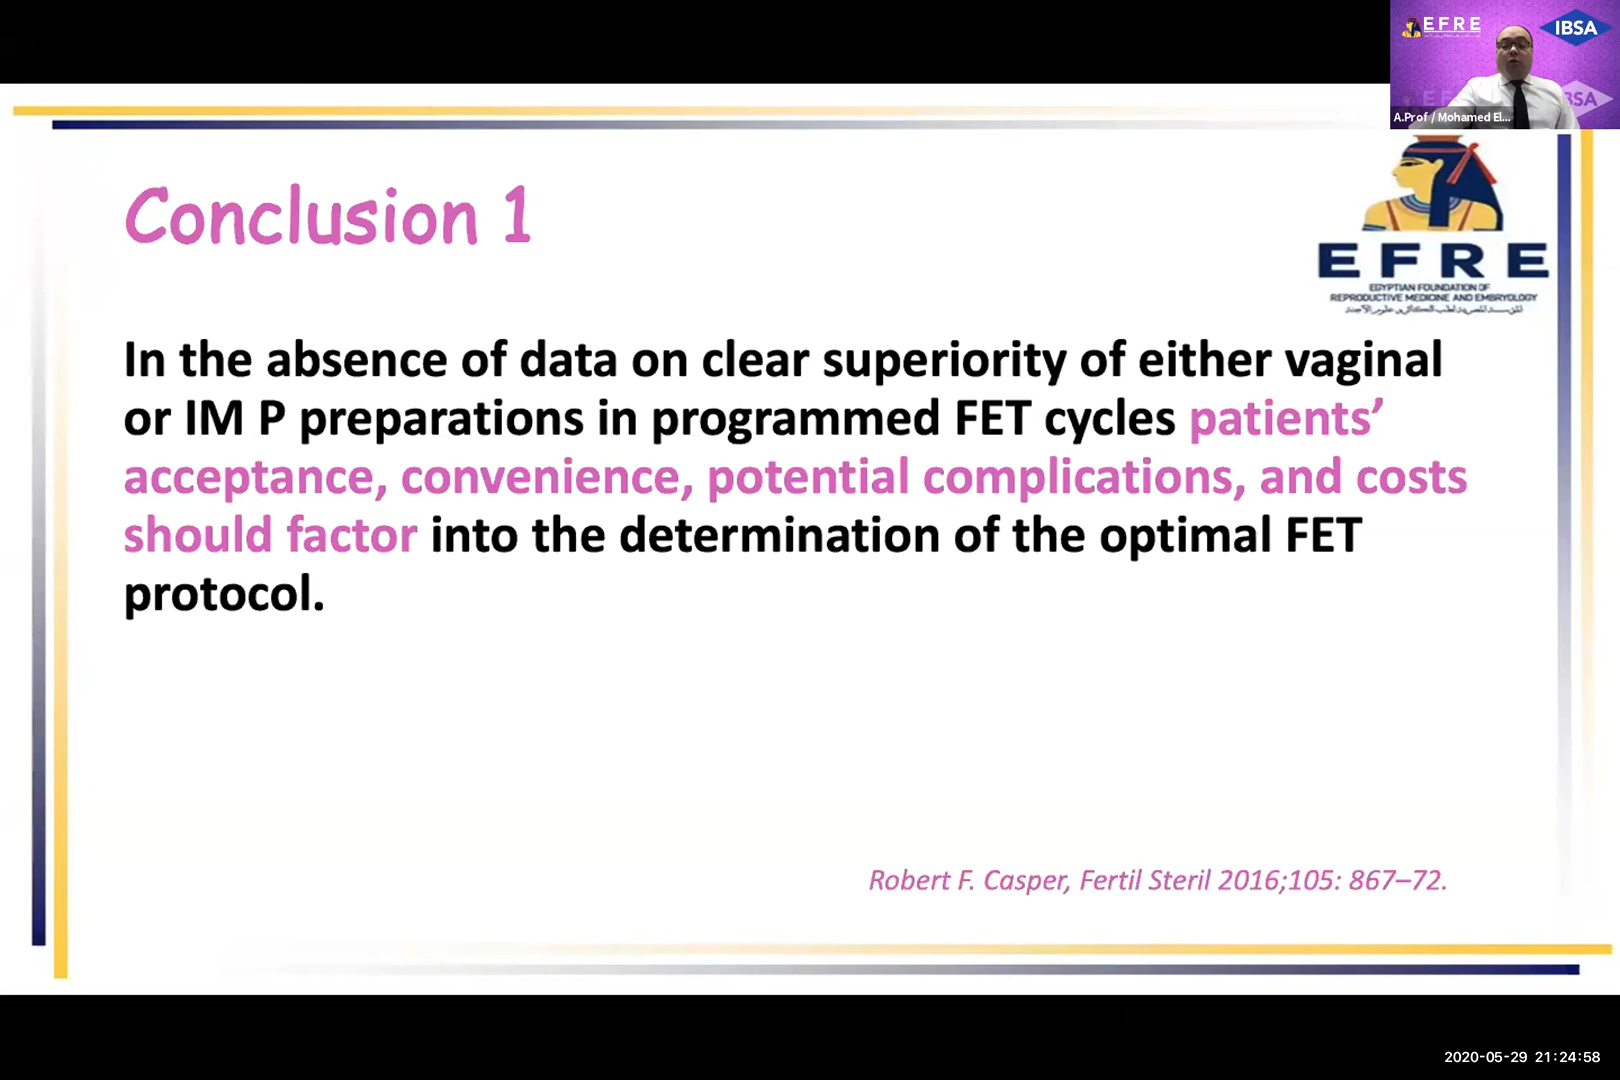 EFRE
IBSA
EF
BSA
A.Prof / Mohamed El...
Conclusion 1
EFRE
EGYPTIAN FOUNDATION OF
REPRODUCTIVE MEDICINE AND EMBRYOLOGY
In the absence of data on clear superiority of either vaginal
or IM P preparations in programmed FET cycles patients’
acceptance, convenience, potential complications, and costs
should factor into the determination of the optimal FET
protocol.
Robert F. Casper, Fertil Steril 2016;105: 867–72.
2020-05-29 21:24:58